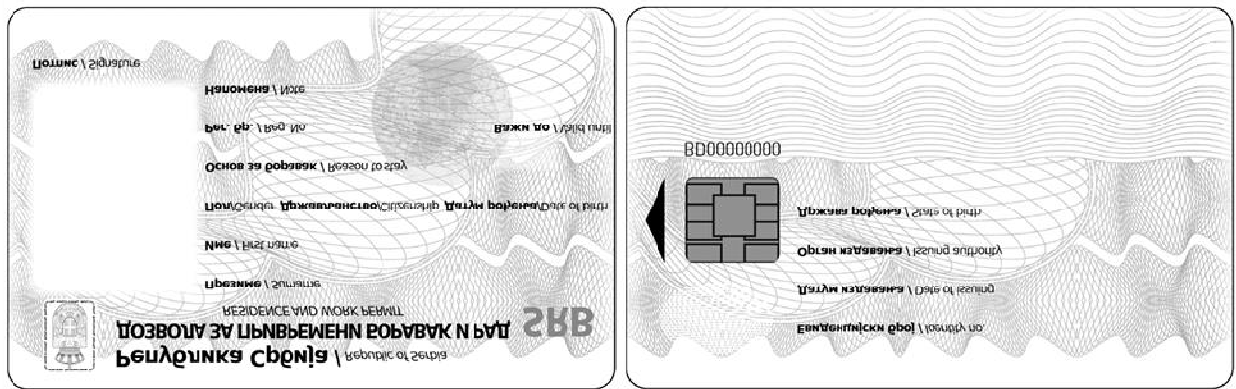 Република Србија / Republic of Serbia
ДОЗВОЛА ЗА ПРИВРЕМЕНИ БОРАВАК И РАД
SRB
RESIDENCE AND WORK PERMIT
Презиме / Surname
Име / First name
Пол/Gender Држављанство/Citizenship Датум рођења/Date of birth
Основ за боравак / Reason to stay
Рег. бр. / Reg. No. Важи до / Valid until
Напомена / Note
Потпис / Signature
Евиденцијски број / Identity no.
Датум издавања / Date of issuing
Орган издавања / Issuing authority
Држава рођења / State of birth
BD00000000